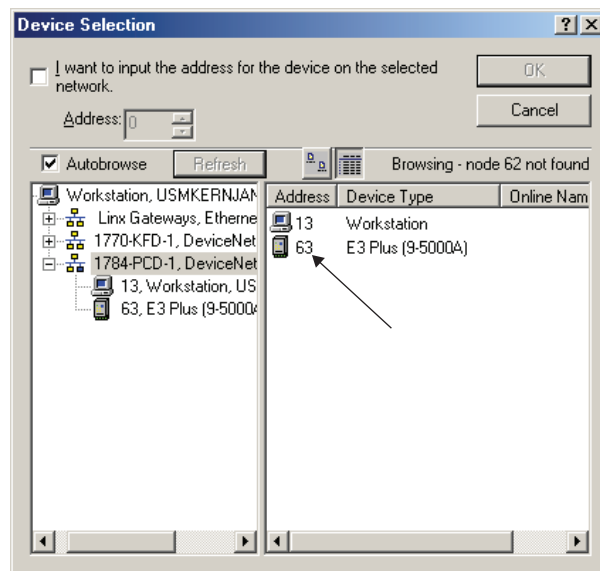 Device Selection
I want to input the address for the device on the selected
network.
OK
Address: 0
Cancel
Autobrowse
Refresh
Browsing - node 62 not found
Workstation, USMKERNJAN
Linx Gateways, Etherne
1770-KFD-1, DeviceNet
1784-PCD-1, DeviceNet
13, Workstation, US
63, E3 Plus (9-5000A
Address Device Type Online Nam
13 Workstation
63 E3 Plus (9-5000A)